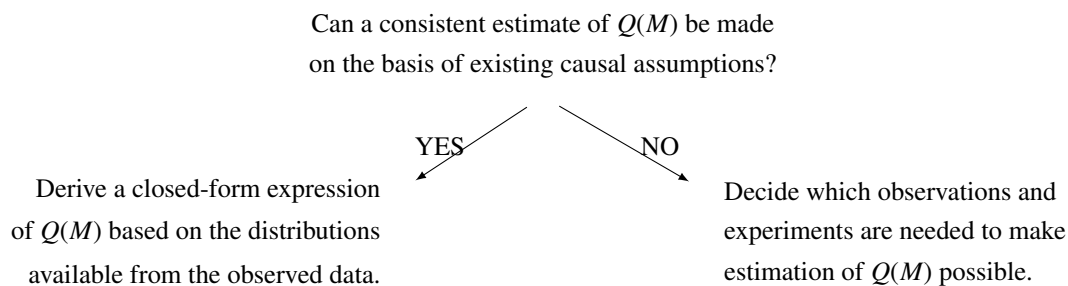 Can a consistent estimate of Q(M) be made
on the basis of existing causal assumptions?
YES
NO
Derive a closed-form expression
of Q(M) based on the distributions
available from the observed data.
Decide which observations and
experiments are needed to make
estimation of Q(M) possible.